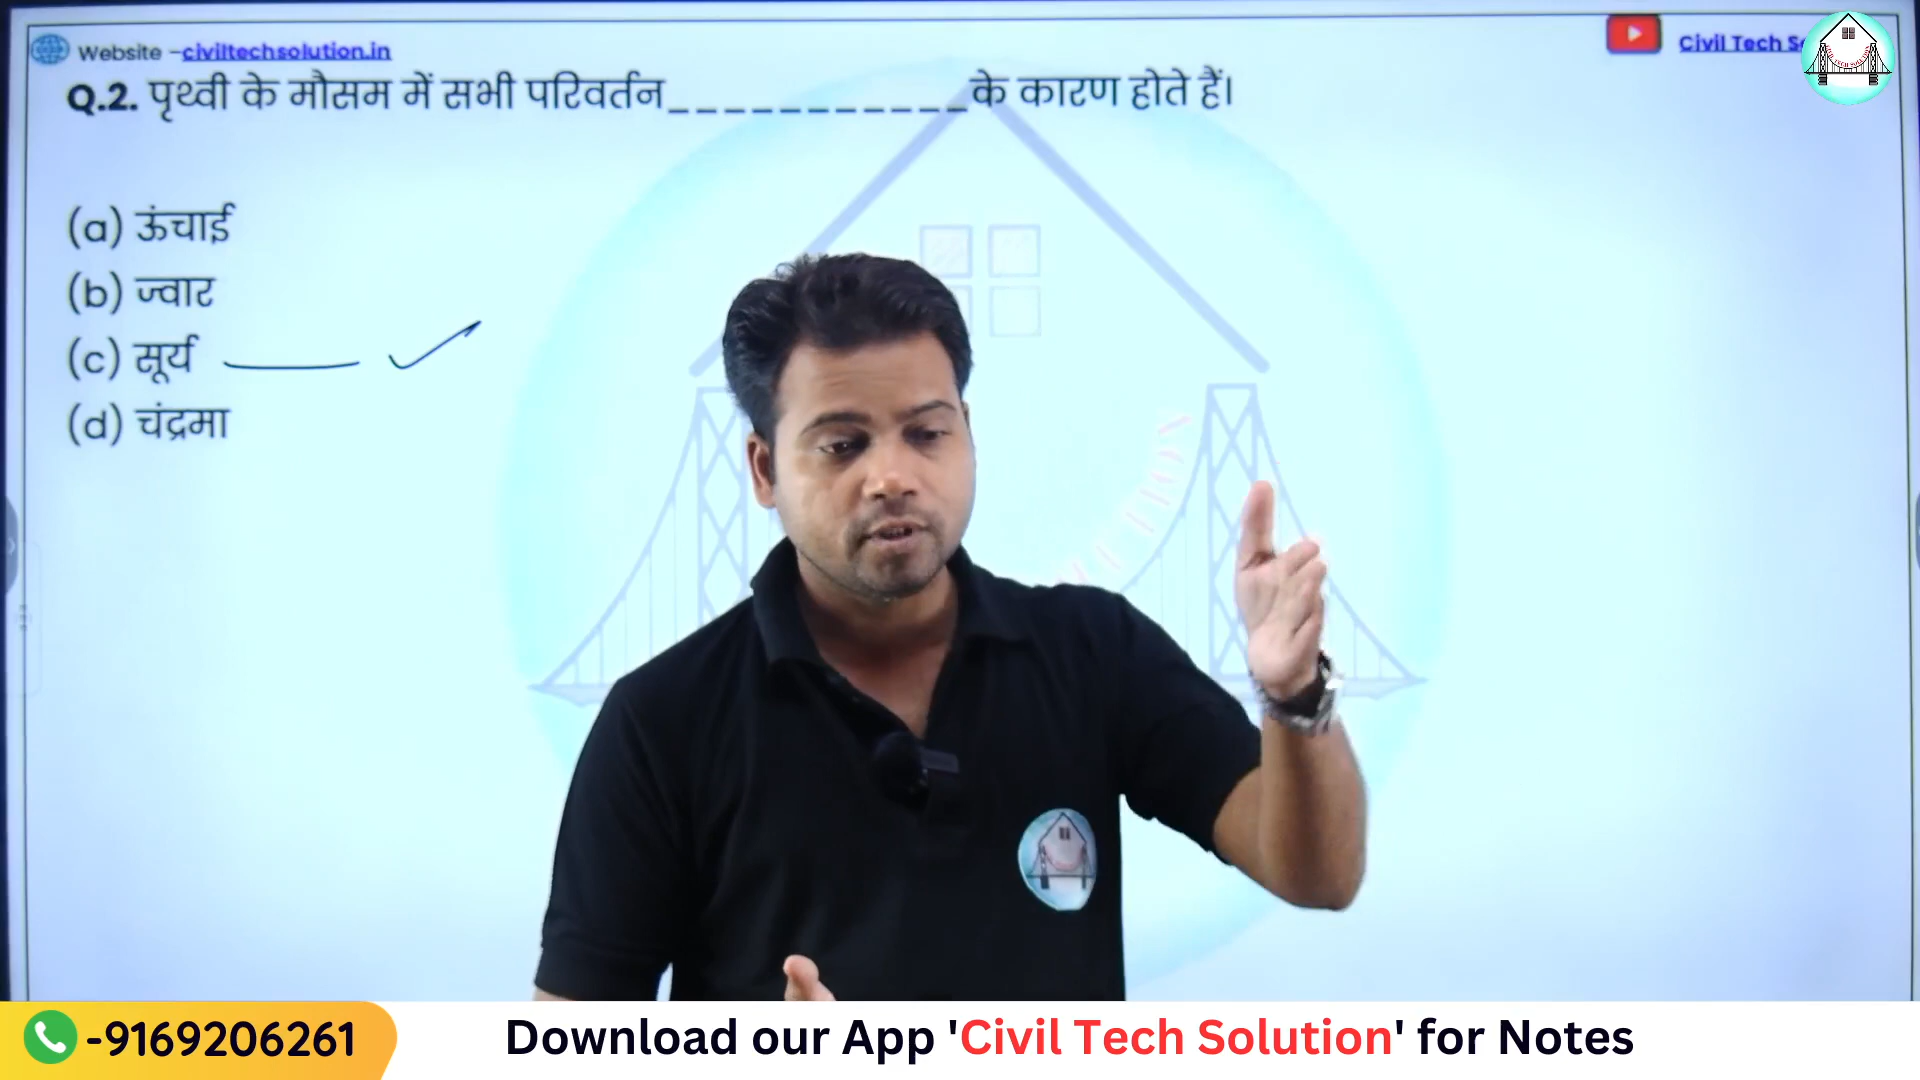 Website –civiltechsolution.in
Civil Tech
Q.2. पृथ्वी के मौसम में सभी परिवर्तन___________के कारण होते हैं।
(a) ऊंचाई
(b) ज्वार
(c) सूर्य
(d) चंद्रमा
-9169206261
Download our App 'Civil Tech Solution' for Notes